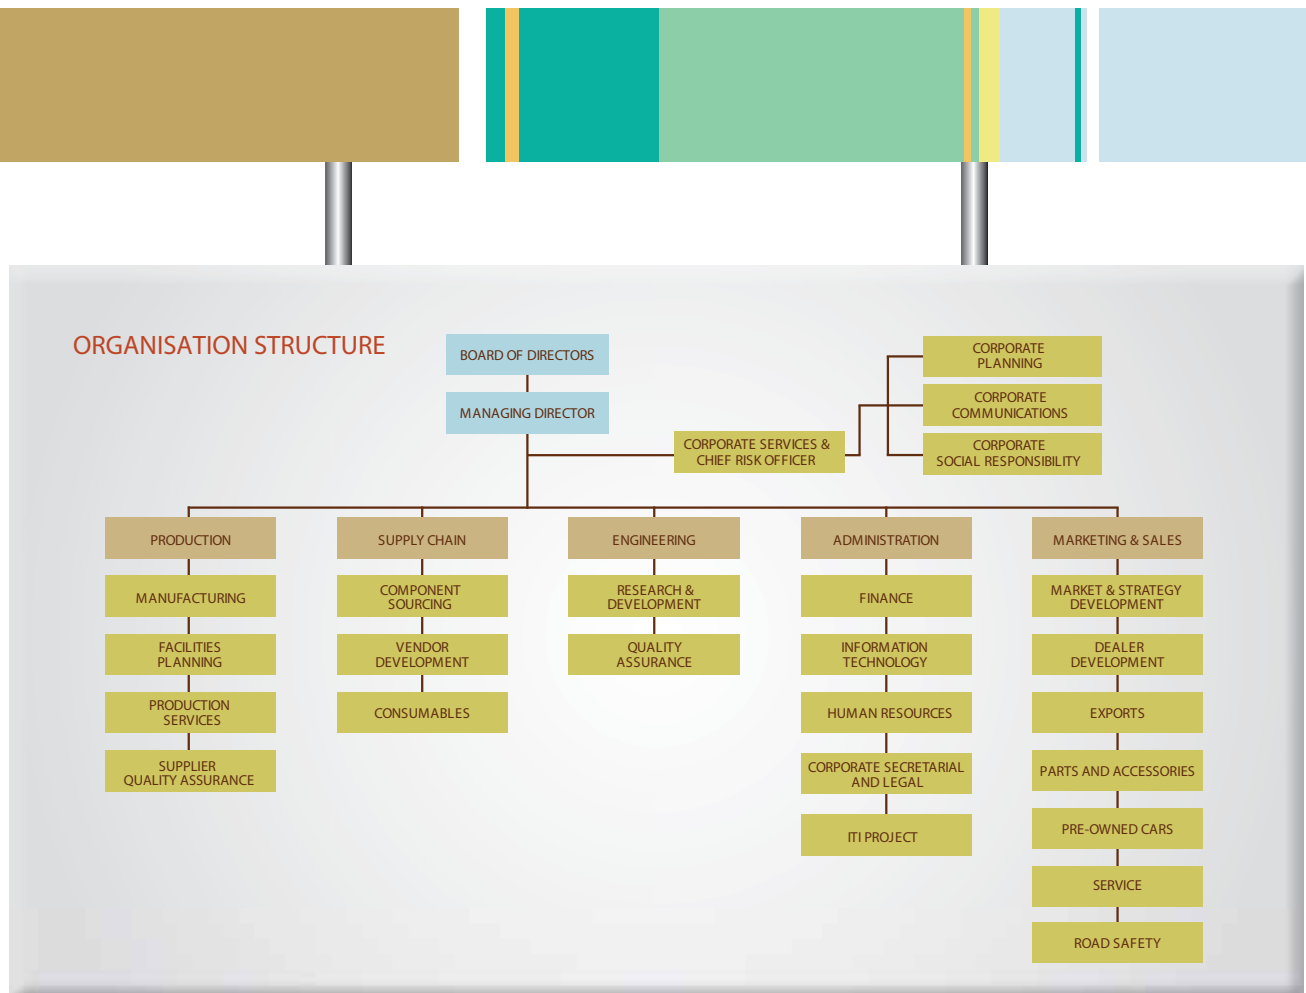 ORGANISATION STRUCTURE
BOARD OF DIRECTORS
MANAGING DIRECTOR
CORPORATE SERVICES &
CHIEF RISK OFFICER
CORPORATE
PLANNING
CORPORATE
COMMUNICATIONS
CORPORATE
SOCIAL RESPONSIBILITY
PRODUCTION
MANUFACTURING
FACILITIES
PLANNING
PRODUCTION
SERVICES
SUPPLIER
QUALITY ASSURANCE
SUPPLY CHAIN
COMPONENT
SOURCING
VENDOR
DEVELOPMENT
CONSUMABLES
ENGINEERING
RESEARCH &
DEVELOPMENT
QUALITY
ASSURANCE
ADMINISTRATION
FINANCE
INFORMATION
TECHNOLOGY
HUMAN RESOURCES
CORPORATE SECRETARIAL
AND LEGAL
ITI PROJECT
MARKETING & SALES
MARKET & STRATEGY
DEVELOPMENT
DEALER
DEVELOPMENT
EXPORTS
PARTS AND ACCESSORIES
PRE-OWNED CARS
SERVICE
ROAD SAFETY